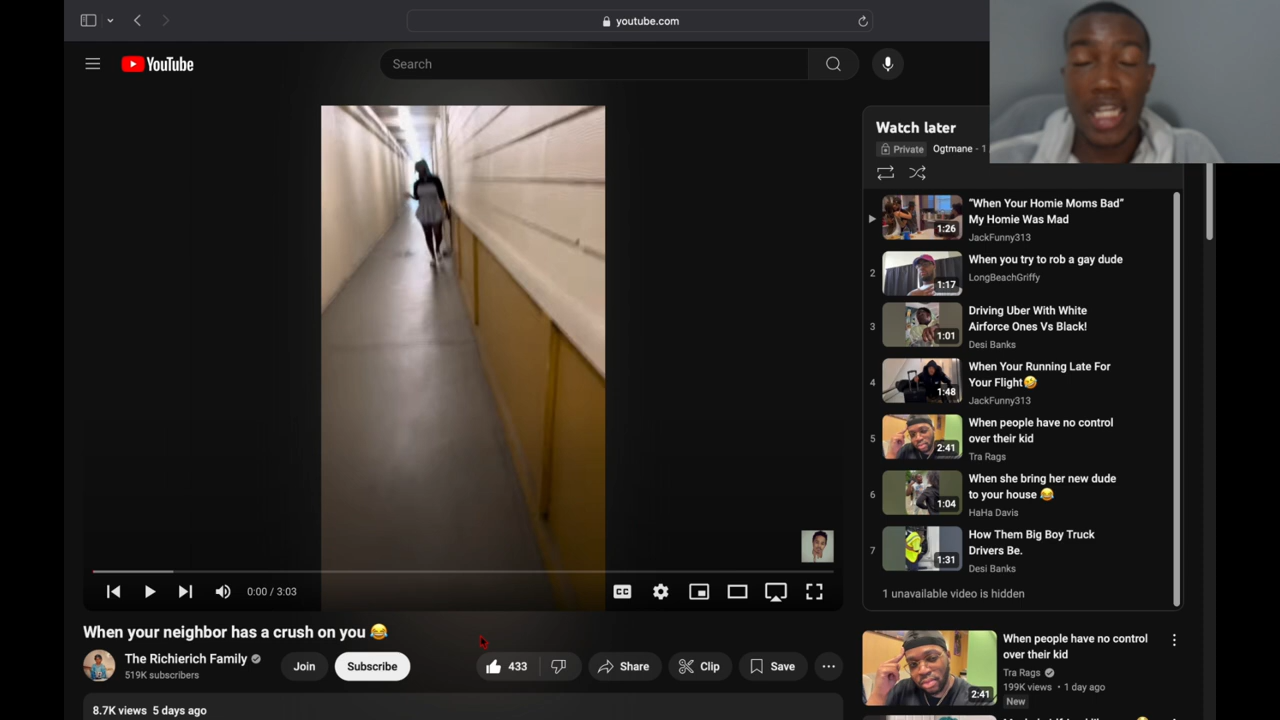 youtube.com
YouTube
Search
0:00 / 3:03
CC
When your neighbor has a crush on you 😂
The Richierich Family
519K subscribers
Join
Subscribe
433
Share
Clip
Save
8.7K views 5 days ago
Watch later
Private
Ogtmane - 1
"When Your Homie Moms Bad"
My Homie Was Mad
JackFunny313
1:26
2
When you try to rob a gay dude
LongBeachGriffy
1:17
3
Driving Uber With White
Airforce Ones Vs Black!
Desi Banks
1:01
4
When Your Running Late For
Your Flight🤣
JackFunny313
1:48
5
When people have no control
over their kid
Tra Rags
2:41
6
When she bring her new dude
to your house 😂
HaHa Davis
1:04
7
How Them Big Boy Truck
Drivers Be.
Desi Banks
1:31
1 unavailable video is hidden
When people have no control
over their kid
Tra Rags
199K views • 1 day ago
New
2:41